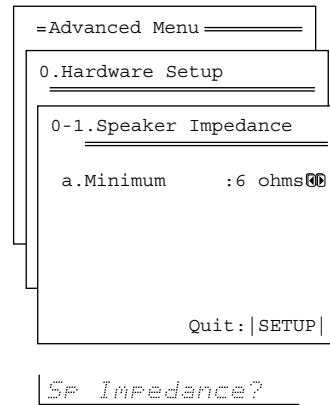 =Advanced Menu
0.Hardware Setup
0-1.Speaker Impedance
a.Minimum :6 ohms
Quit:|SETUP|
Sp Impedance?